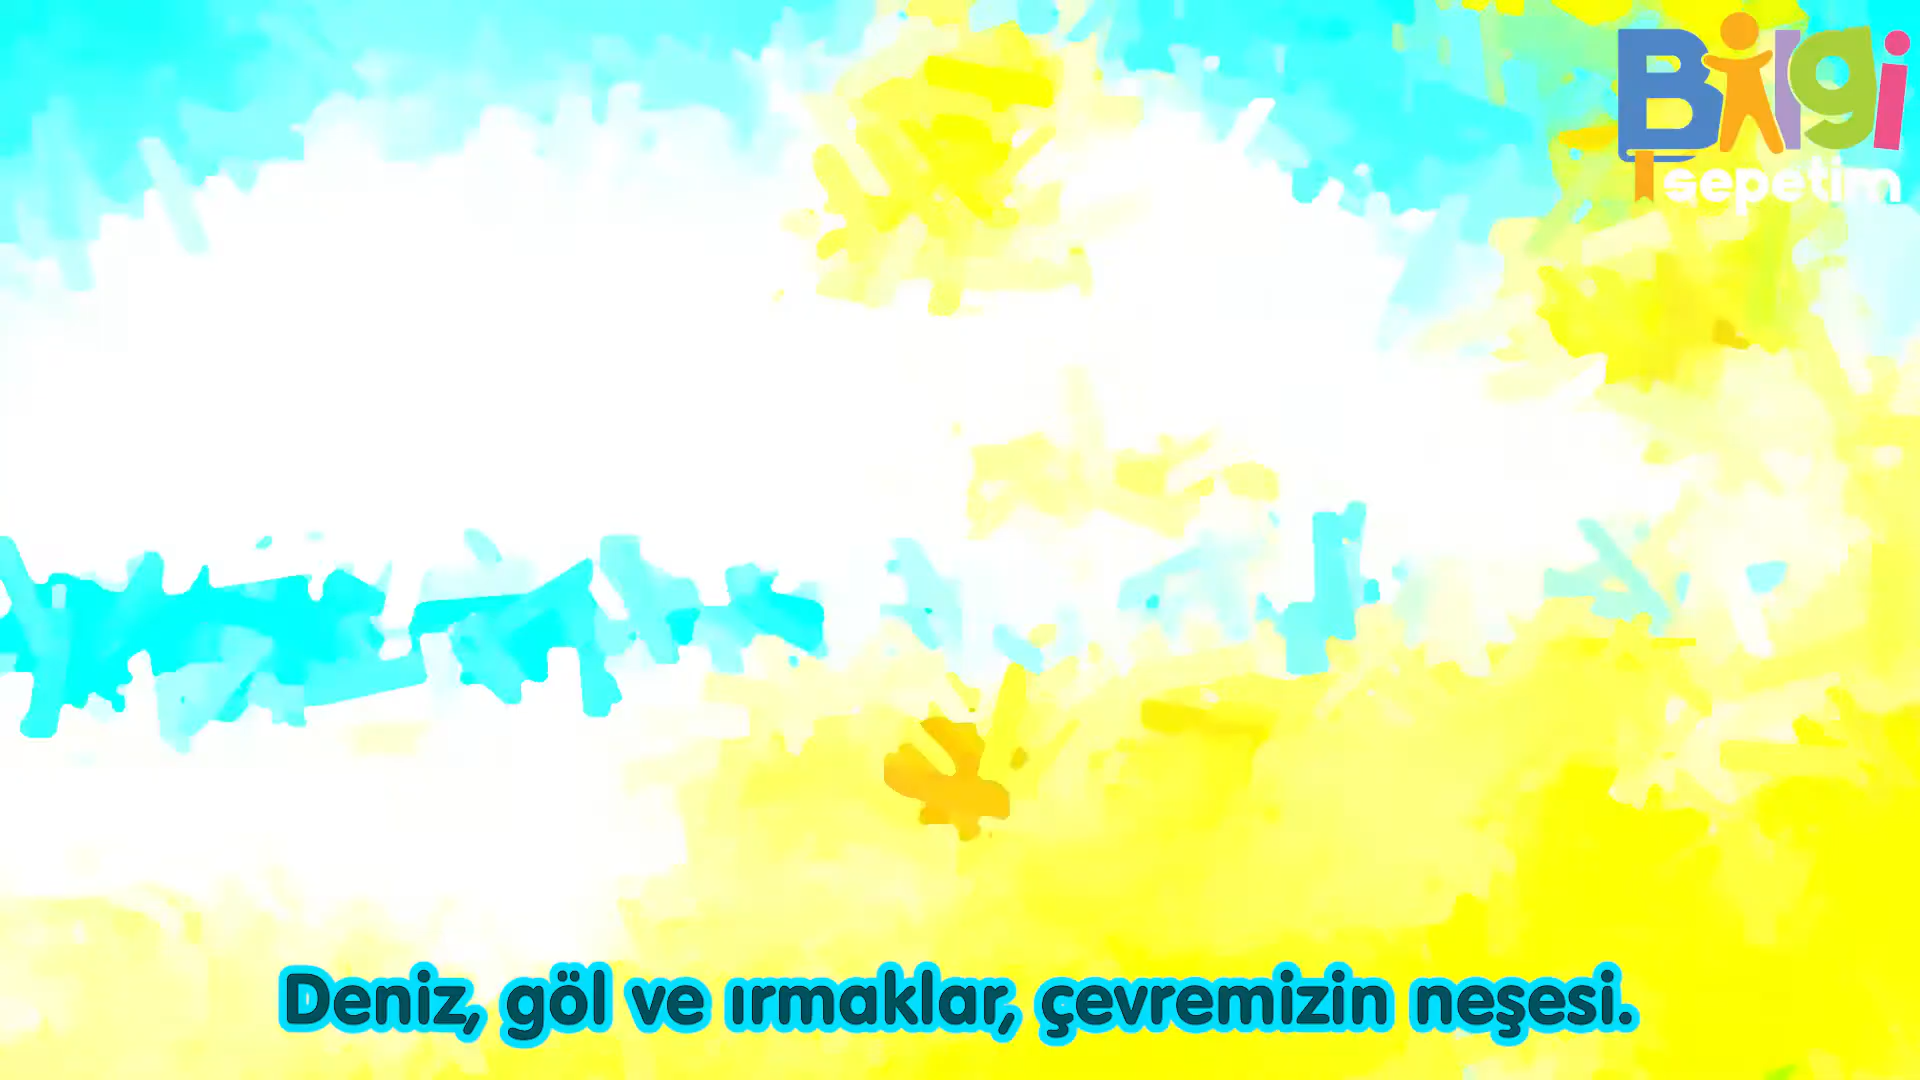 Bilgi
sepetim
Deniz, göl ve ırmaklar, çevremizin neşesi.